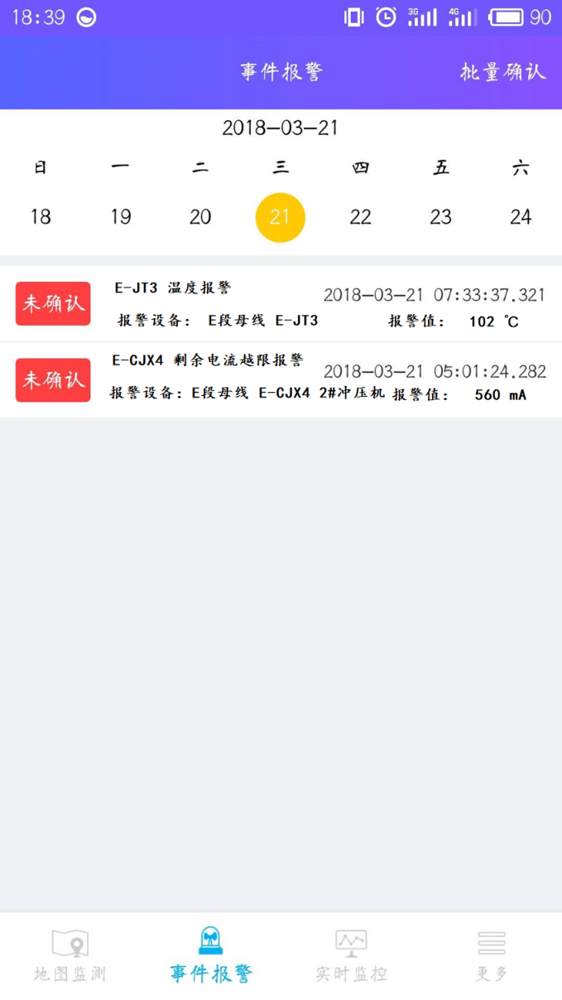 18:39 3G 4G 90
事件报警 批量确认
2018-03-21
日 一 二 三 四 五 六
18 19 20 21 22 23 24
未确认 E-JT3 温度报警 2018-03-21 07:33:37.321
报警设备: E段母线 E-JT3 报警值: 102 ℃
未确认 E-CJX4 剩余电流越限报警 2018-03-21 05:01:24.282
报警设备:E段母线 E-CJX4 2#冲压机 报警值: 560 mA
地图监测 事件报警 实时监控 更多